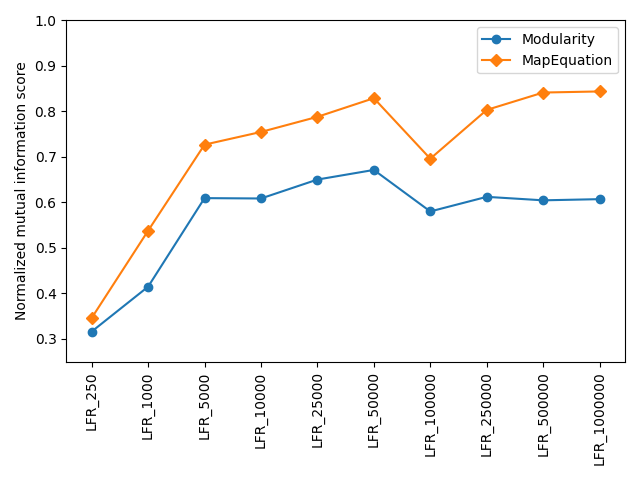 Modularity
MapEquation
Normalized mutual information score
1.0
0.9
0.8
0.7
0.6
0.5
0.4
0.3
LFR_250
LFR_1000
LFR_5000
LFR_10000
LFR_25000
LFR_50000
LFR_100000
LFR_250000
LFR_500000
LFR_1000000